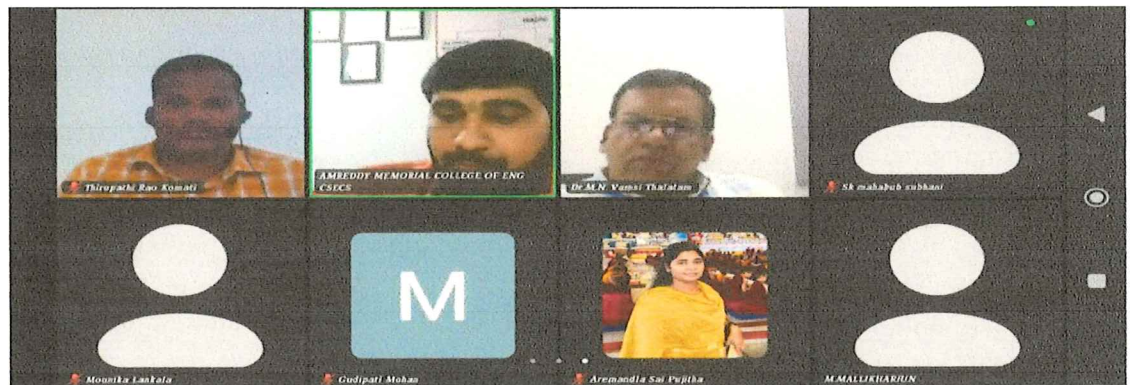 Thirupathi Rao Komati
AMREDDY MEMORIAL COLLEGE OF ENG
CSECS
Dr.M.N. Vamsi Thalatam
Sk mahabub subhani
Mounika Lankala
M
Gudipati Mohan
Aremandla Sai Pujitha
M.MALLIKHARJUN